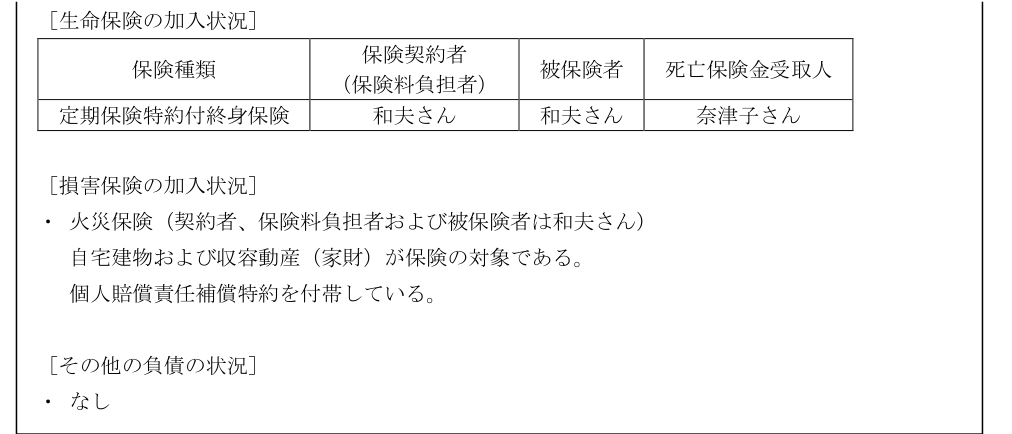 ［生命保険の加入状況］
保険種類 保険契約者（保険料負担者） 被保険者 死亡保険金受取人
定期保険特約付終身保険 和夫さん 和夫さん 奈津子さん
［損害保険の加入状況］
・ 火災保険（契約者、保険料負担者および被保険者は和夫さん）
自宅建物および収容動産（家財）が保険の対象である。
個人賠償責任補償特約を付帯している。
［その他の負債の状況］
・ なし